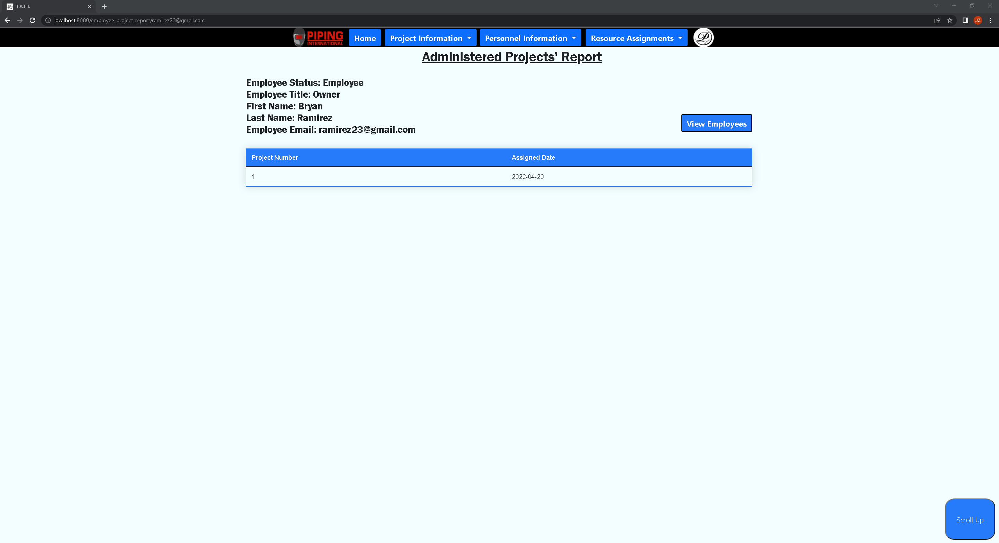 T.A.P.I.
localhost:8080/employee_project_report/ramirez23@gmail.com
JZ
PIPING
INTERNATIONAL
Home
Project Information
Personnel Information
Resource Assignments
Administered Projects' Report
Employee Status: Employee
Employee Title: Owner
First Name: Bryan
Last Name: Ramirez
Employee Email: ramirez23@gmail.com
View Employees
Project Number Assigned Date
1 2022-04-20
Scroll Up